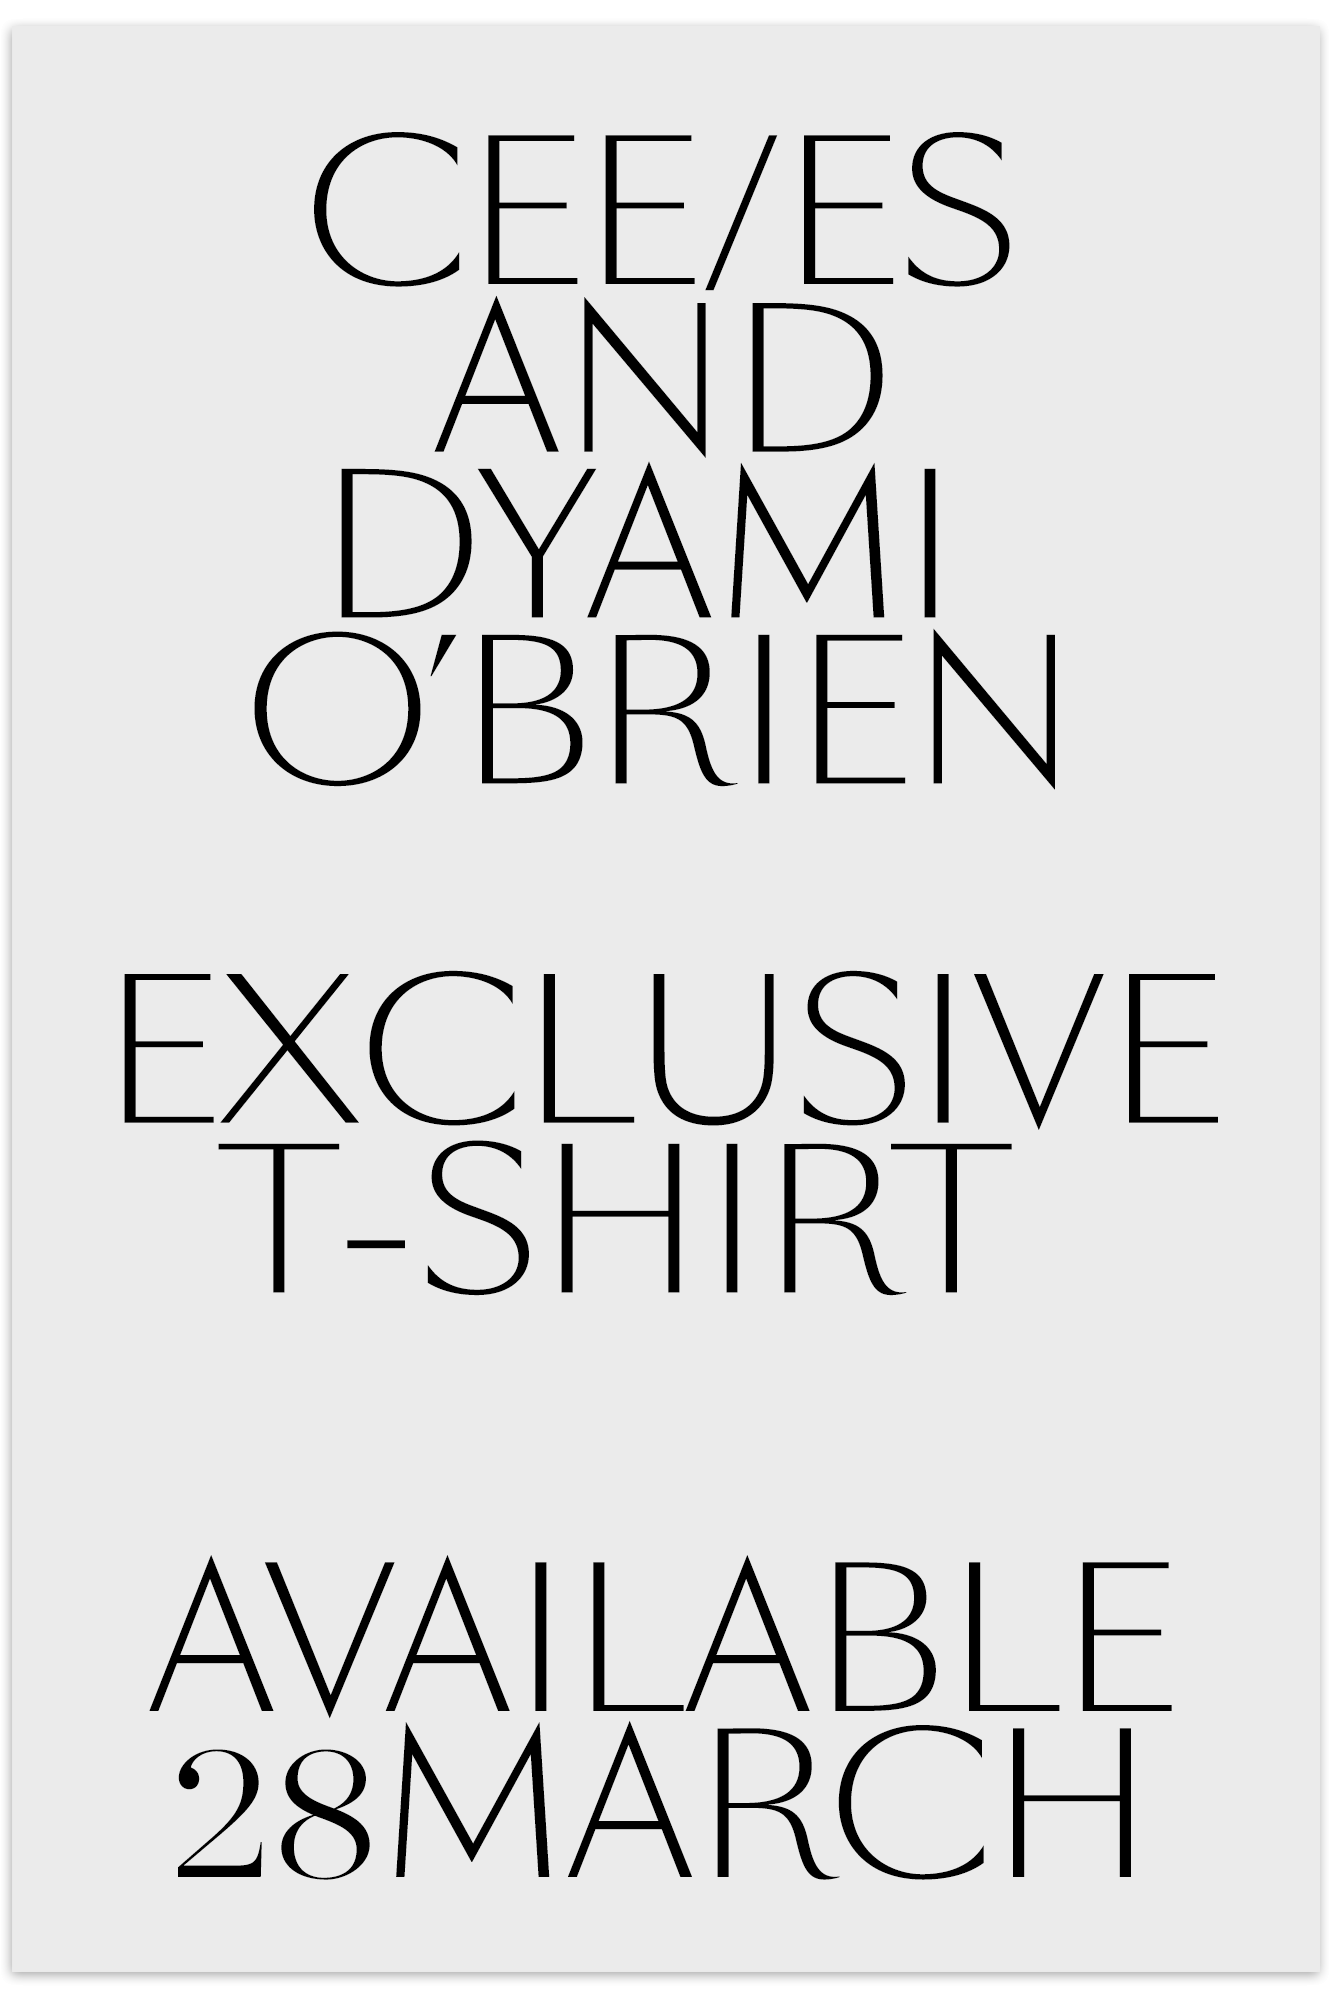 CEE/ES
AND
DYAMI
O'BRIEN
EXCLUSIVE
T-SHIRT
AVAILABLE
28MARCH